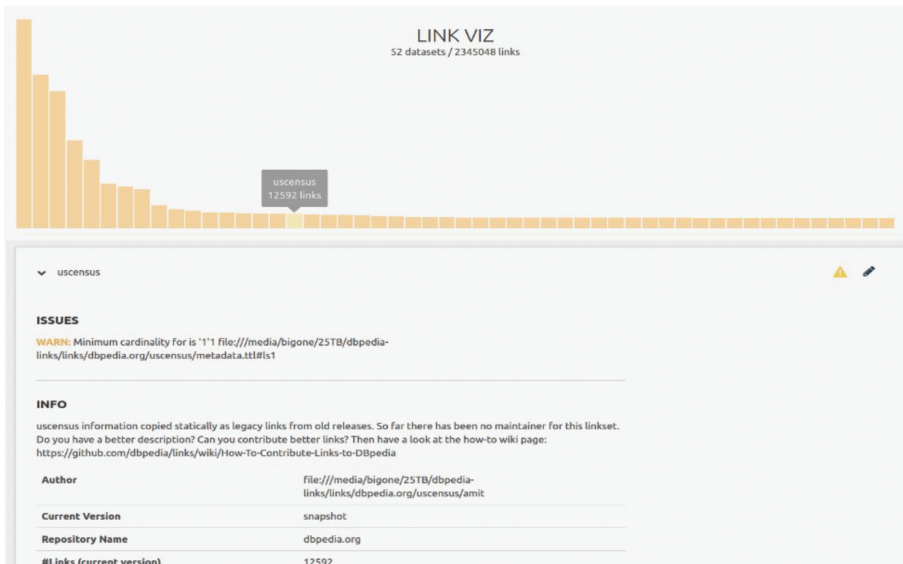 LINK VIZ
52 datasets / 2345048 links
uscensus
12592 links
uscensus
ISSUES
WARN: Minimum cardinality for is '1'1 file:///media/bigone/25TB/dbpedia-
links/links/dbpedia.org/uscensus/metadata.ttl#ls1
INFO
uscensus information copied statically as legacy links from old releases. So far there has been no maintainer for this linkset.
Do you have a better description? Can you contribute better links? Then have a look at the how-to wiki page:
https://github.com/dbpedia/links/wiki/How-To-Contribute-Links-to-DBpedia
Author file:///media/bigone/25TB/dbpedia-
links/links/dbpedia.org/uscensus/amit
Current Version snapshot
Repository Name dbpedia.org
#Links (current version) 12592